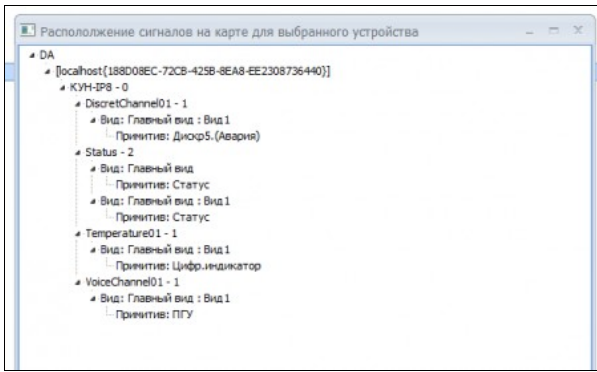 Распололжение сигналов на карте для выбранного устройства
DA
[localhost{188D08EC-72CB-425B-8EA8-EE2308736440}]
КУН-IP8 - 0
DiscretChannel01 - 1
Вид: Главный вид : Вид1
Примитив: Дискр5.(Авария)
Status - 2
Вид: Главный вид
Примитив: Статус
Вид: Главный вид : Вид1
Примитив: Статус
Temperature01 - 1
Вид: Главный вид : Вид1
Примитив: Цифр.индикатор
VoiceChannel01 - 1
Вид: Главный вид : Вид1
Примитив: ПГУ